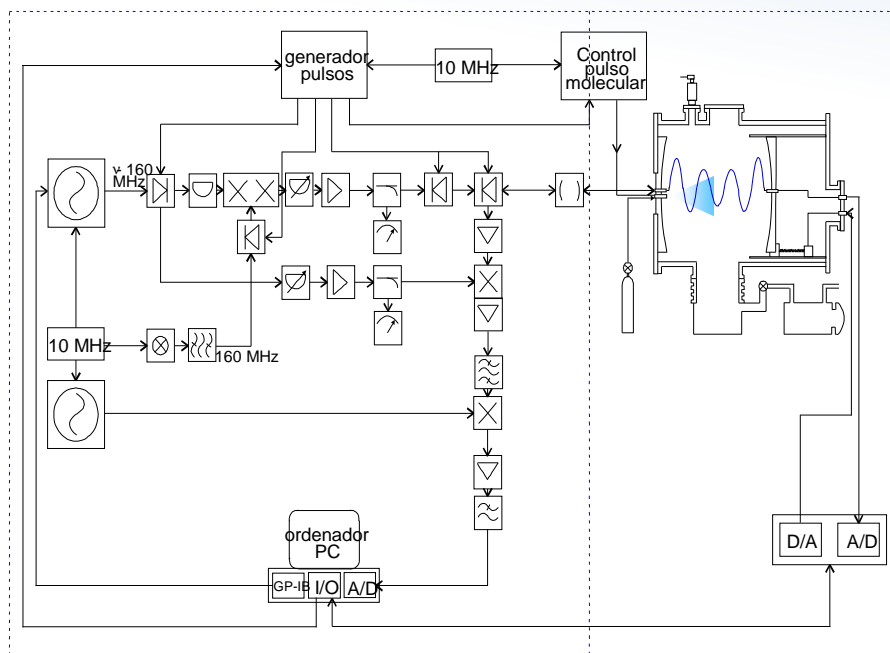 generador
pulsos
10 MHz
Control
pulso
molecular
ν- 160
MHz
10 MHz
160 MHz
ordenador
PC
GP-IB
I/O
A/D
D/A
A/D